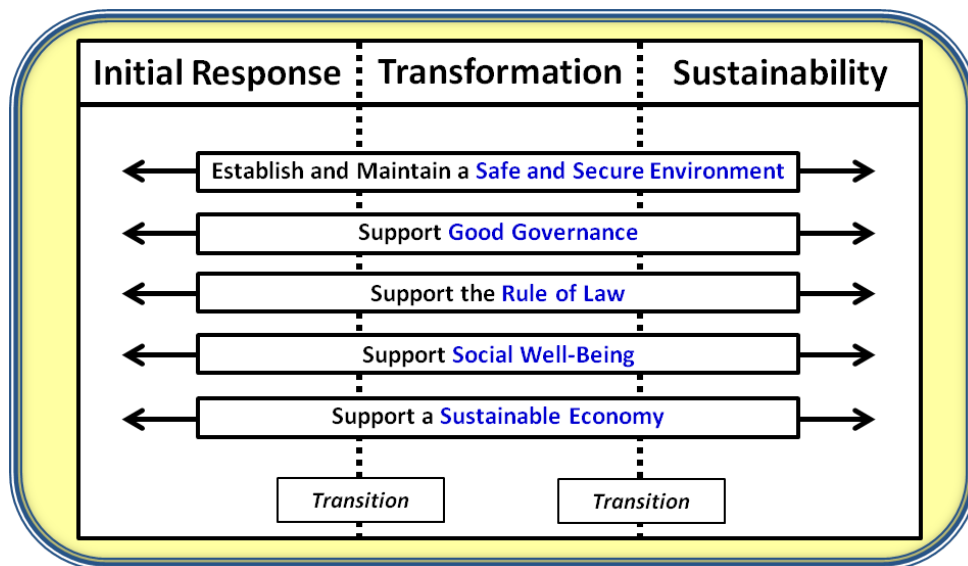 Initial Response
Transformation
Sustainability
Establish and Maintain a Safe and Secure Environment
Support Good Governance
Support the Rule of Law
Support Social Well-Being
Support a Sustainable Economy
Transition
Transition